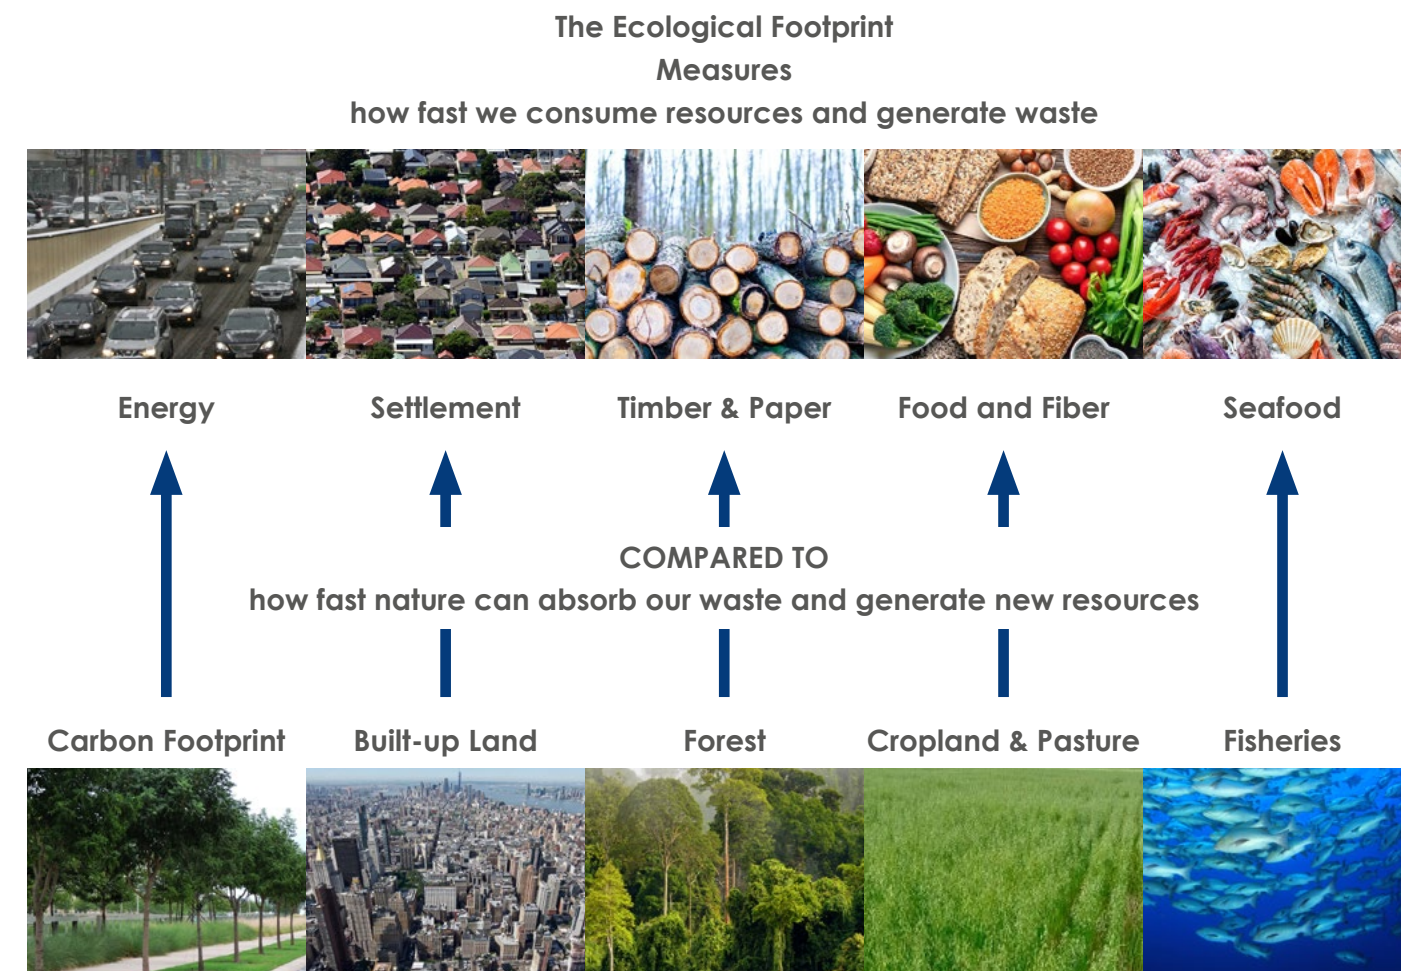 The Ecological Footprint
Measures
how fast we consume resources and generate waste
Energy
Settlement
Timber & Paper
Food and Fiber
Seafood
COMPARED TO
how fast nature can absorb our waste and generate new resources
Carbon Footprint
Built-up Land
Forest
Cropland & Pasture
Fisheries